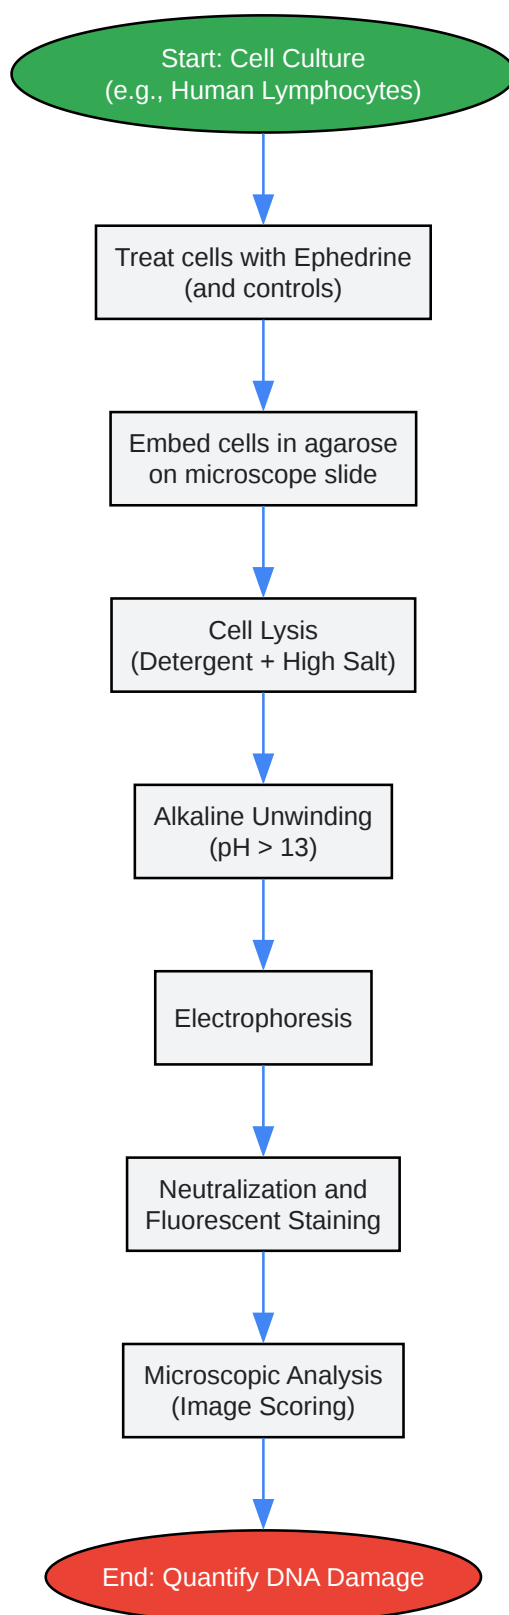 Start: Cell Culture
(e.g., Human Lymphocytes)
Treat cells with Ephedrine
(and controls)
Embed cells in agarose
on microscope slide
Cell Lysis
(Detergent + High Salt)
Alkaline Unwinding
(pH > 13)
Electrophoresis
Neutralization and
Fluorescent Staining
Microscopic Analysis
(Image Scoring)
End: Quantify DNA Damage